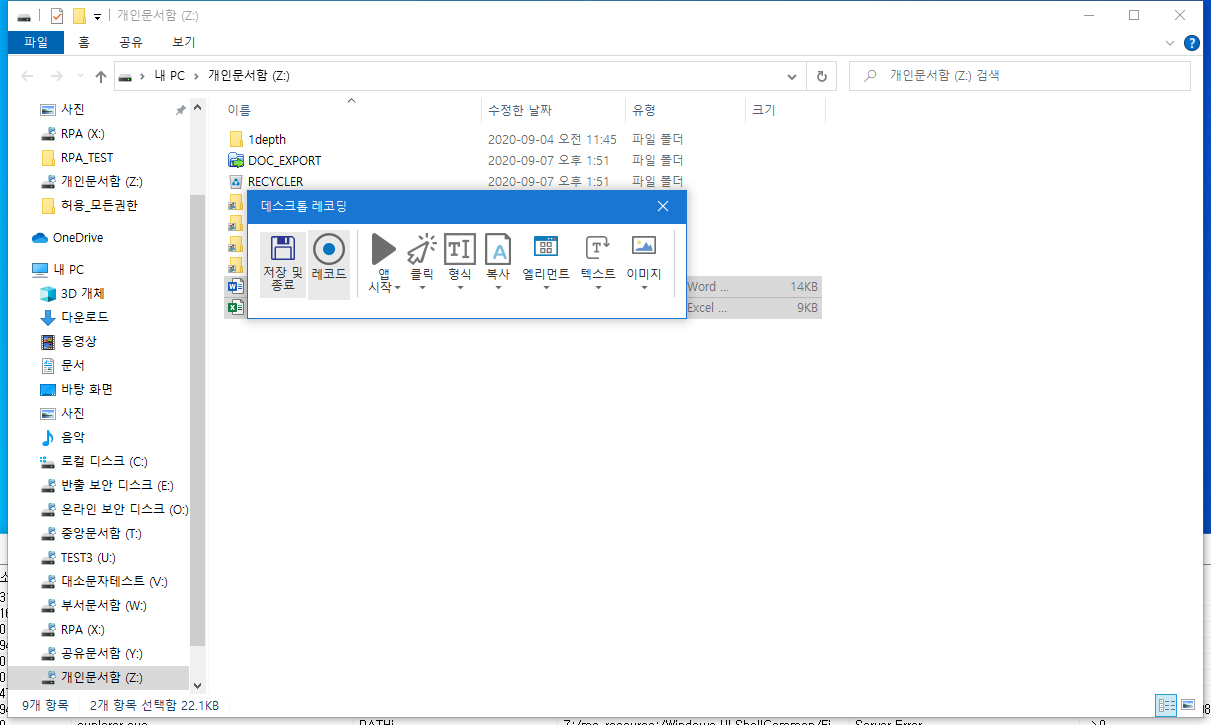 개인문서함 (Z:)
파일 홈 공유 보기
내 PC 개인문서함 (Z:)
개인문서함 (Z:) 검색
사진
RPA (X:)
RPA_TEST
개인문서함 (Z:)
허용_모든권한
OneDrive
내 PC
3D 개체
다운로드
동영상
문서
바탕 화면
사진
음악
로컬 디스크 (C:)
반출 보안 디스크 (E:)
온라인 보안 디스크 (O:)
중앙문서함 (T:)
TEST3 (U:)
대소문자테스트 (V:)
부서문서함 (W:)
RPA (X:)
공유문서함 (Y:)
개인문서함 (Z:)
이름 수정한 날짜 유형 크기
1depth 2020-09-04 오전 11:45 파일 폴더
DOC_EXPORT 2020-09-07 오후 1:51 파일 폴더
RECYCLER 2020-09-07 오후 1:51 파일 폴더
데스크톱 레코딩
저장 및
종료
레코드
앱
시작
클릭
형식
복사
엘리먼트
텍스트
이미지
Word ... 14KB
Excel ... 9KB
9개 항목 2개 항목 선택함 22.1KB